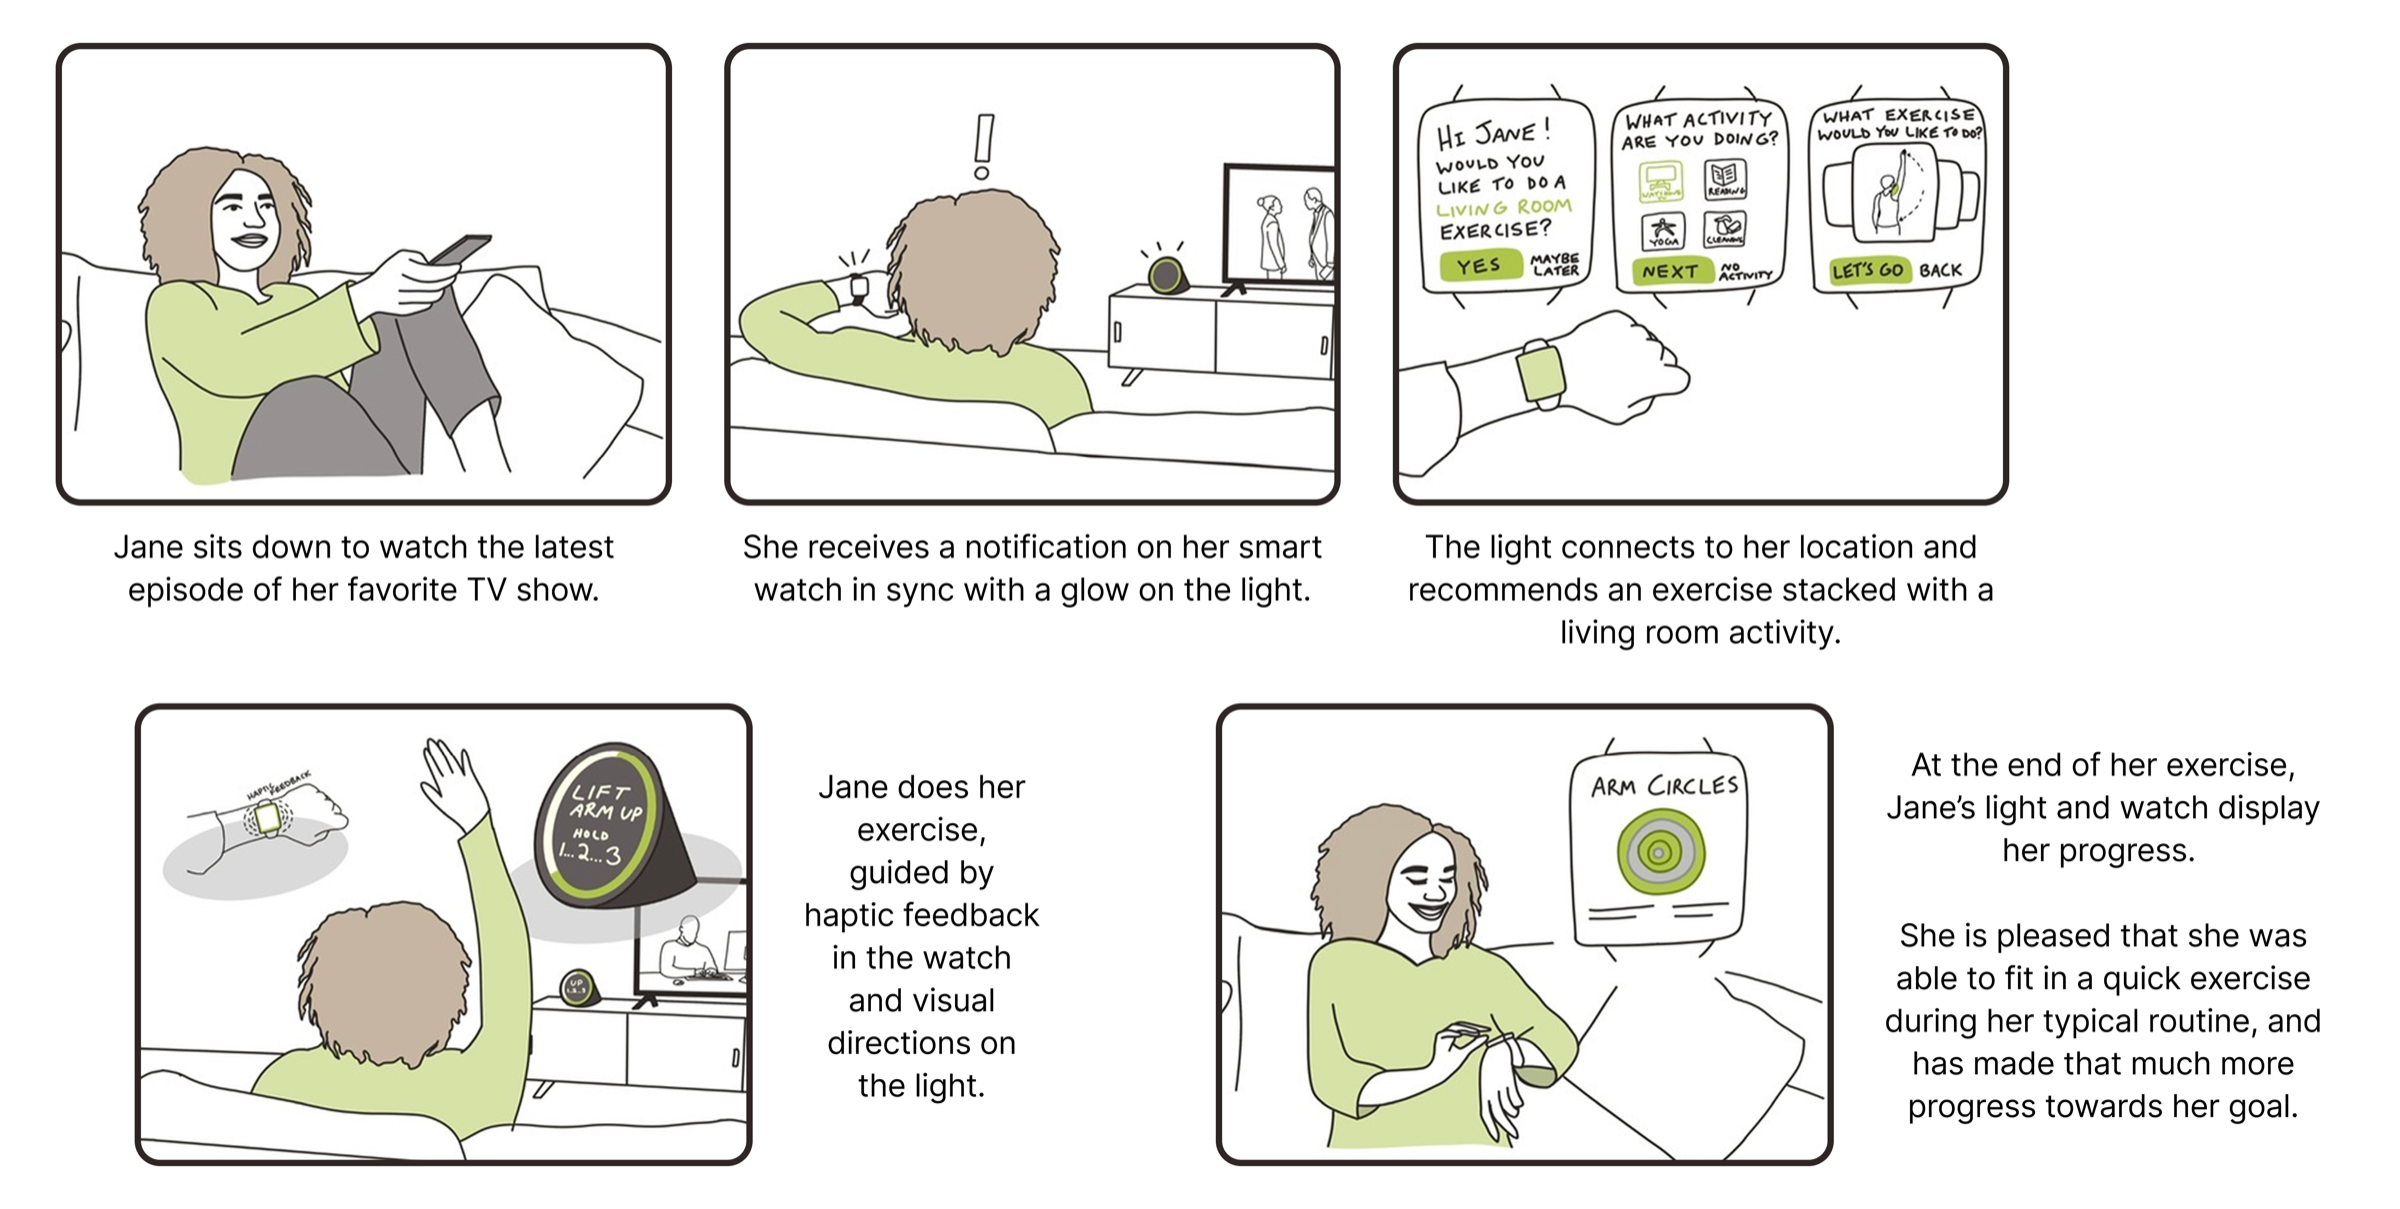 HI JANE!
WOULD YOU
LIKE TO DO A
LIVING ROOM
EXERCISE?
YES
MAYBE
LATER
WHAT ACTIVITY
ARE YOU DOING?
WATCHING
TV
READING
YOGA
CLEANING
NEXT
NO
ACTIVITY
WHAT EXERCISE
WOULD YOU LIKE TO DO?
LET'S GO
BACK
Jane sits down to watch the latest
episode of her favorite TV show.
She receives a notification on her smart
watch in sync with a glow on the light.
The light connects to her location and
recommends an exercise stacked with a
living room activity.
HAPTIC FEEDBACK
LIFT
ARM UP
HOLD
1...2...3
UP
1..2..3
Jane does her
exercise,
guided by
haptic feedback
in the watch
and visual
directions on
the light.
ARM CIRCLES
At the end of her exercise,
Jane’s light and watch display
her progress.
She is pleased that she was
able to fit in a quick exercise
during her typical routine, and
has made that much more
progress towards her goal.